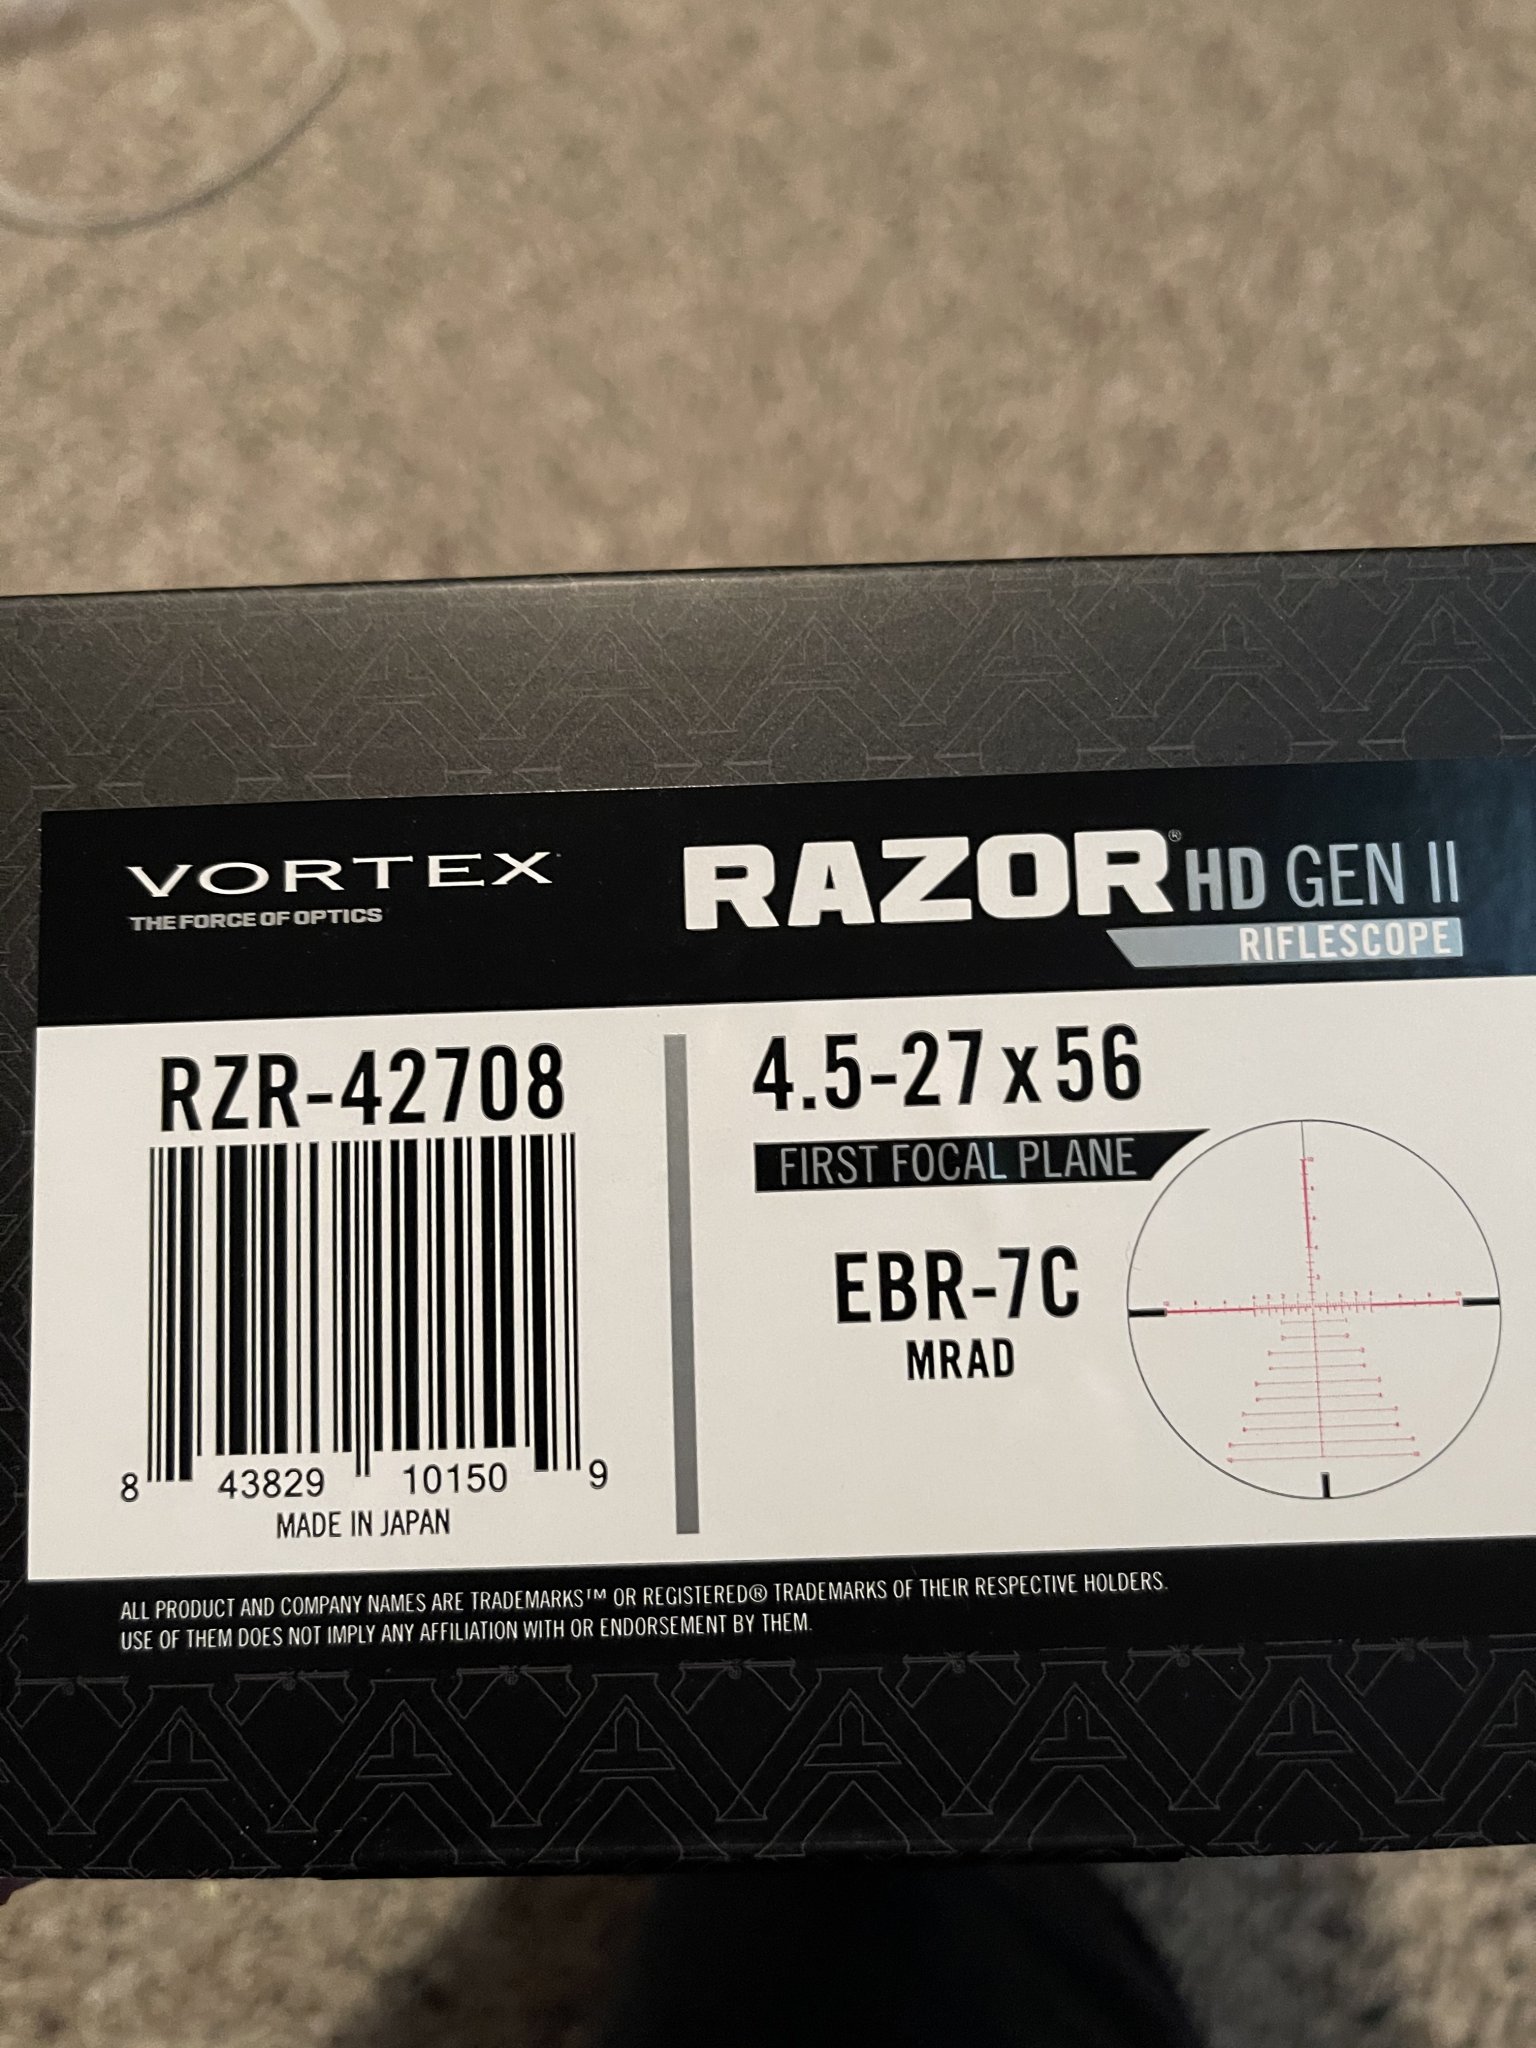 VORTEX
THE FORCE OF OPTICS
RAZOR® HD GEN II
RIFLESCOPE
RZR-42708
8 43829 10150 9
MADE IN JAPAN
4.5-27x56
FIRST FOCAL PLANE
EBR-7C
MRAD
ALL PRODUCT AND COMPANY NAMES ARE TRADEMARKS™ OR REGISTERED® TRADEMARKS OF THEIR RESPECTIVE HOLDERS.
USE OF THEM DOES NOT IMPLY ANY AFFILIATION WITH OR ENDORSEMENT BY THEM.